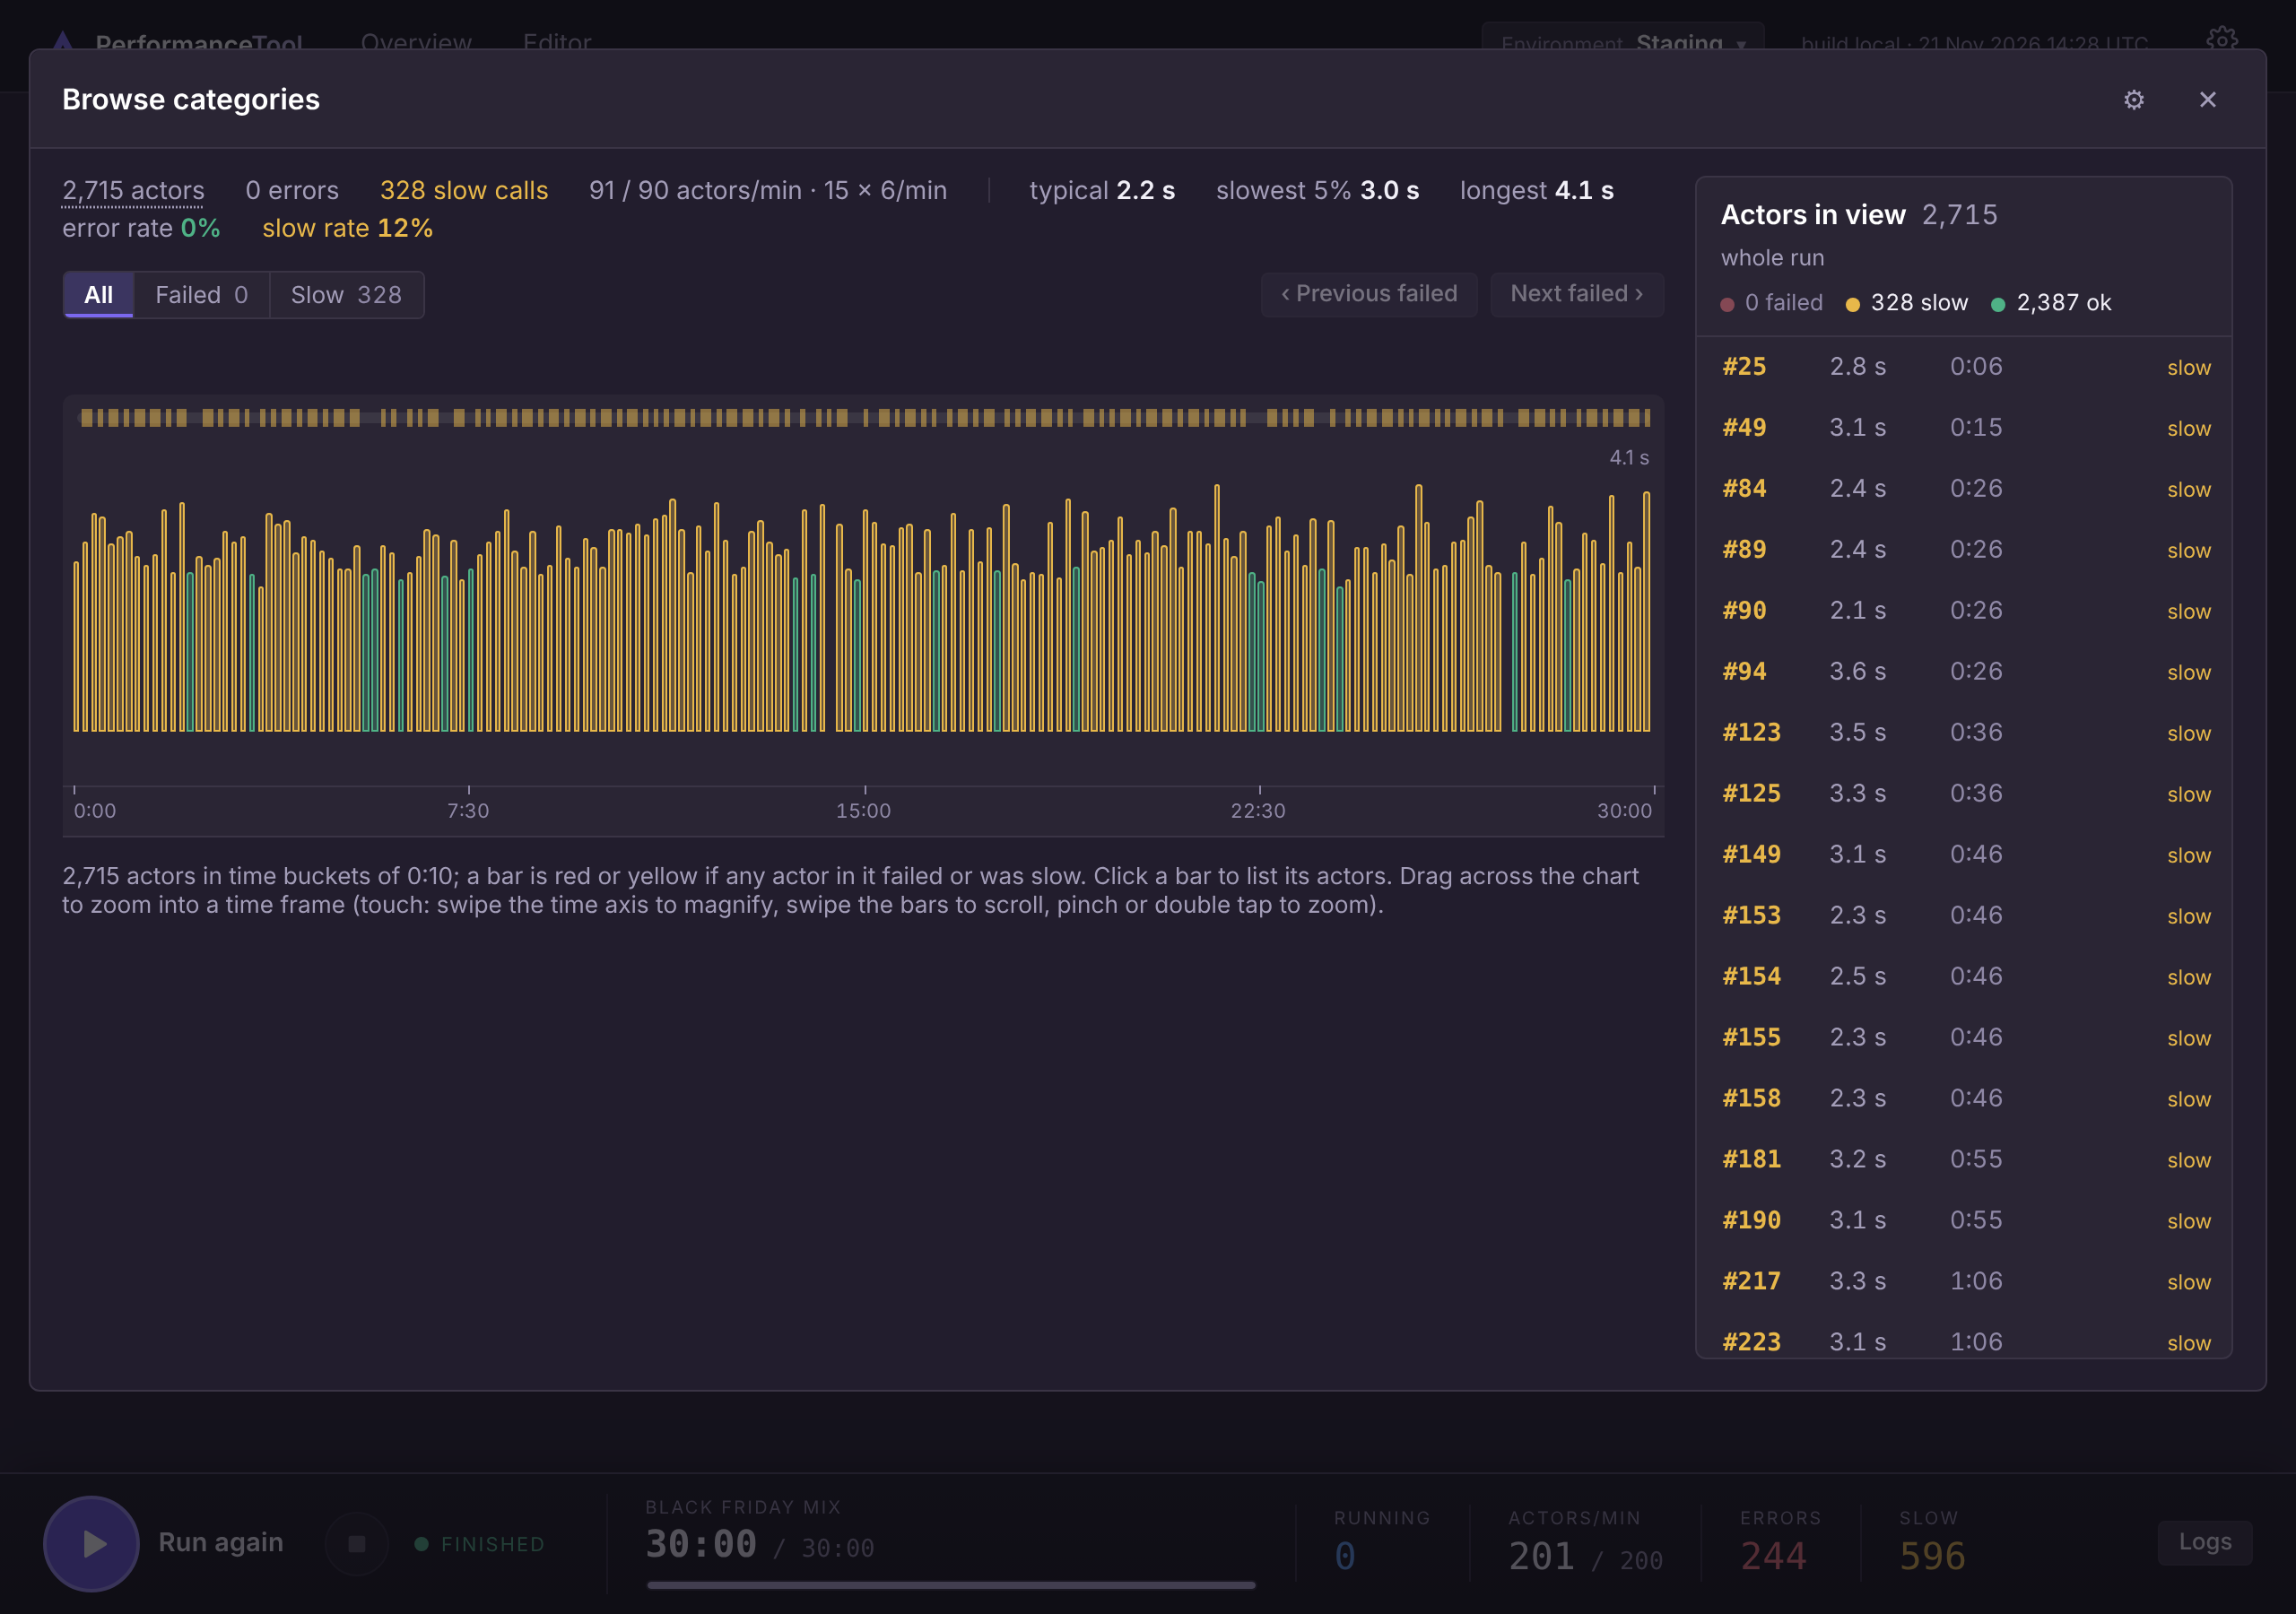 PerformanceTool Overview Editor Environment Staging ▾ build local · 21 Nov 2026 14:28 UTC
Browse categories
2,715 actors 0 errors 328 slow calls 91 / 90 actors/min · 15 × 6/min typical 2.2 s slowest 5% 3.0 s longest 4.1 s
error rate 0% slow rate 12%
All Failed 0 Slow 328
‹ Previous failed Next failed ›
4.1 s
0:00 7:30 15:00 22:30 30:00
2,715 actors in time buckets of 0:10; a bar is red or yellow if any actor in it failed or was slow. Click a bar to list its actors. Drag across the chart
to zoom into a time frame (touch: swipe the time axis to magnify, swipe the bars to scroll, pinch or double tap to zoom).
Actors in view 2,715
whole run
0 failed 328 slow 2,387 ok
#25 2.8 s 0:06 slow
#49 3.1 s 0:15 slow
#84 2.4 s 0:26 slow
#89 2.4 s 0:26 slow
#90 2.1 s 0:26 slow
#94 3.6 s 0:26 slow
#123 3.5 s 0:36 slow
#125 3.3 s 0:36 slow
#149 3.1 s 0:46 slow
#153 2.3 s 0:46 slow
#154 2.5 s 0:46 slow
#155 2.3 s 0:46 slow
#158 2.3 s 0:46 slow
#181 3.2 s 0:55 slow
#190 3.1 s 0:55 slow
#217 3.3 s 1:06 slow
#223 3.1 s 1:06 slow
Run again FINISHED
BLACK FRIDAY MIX
30:00 / 30:00
RUNNING
0
ACTORS/MIN
201 / 200
ERRORS
244
SLOW
596
Logs